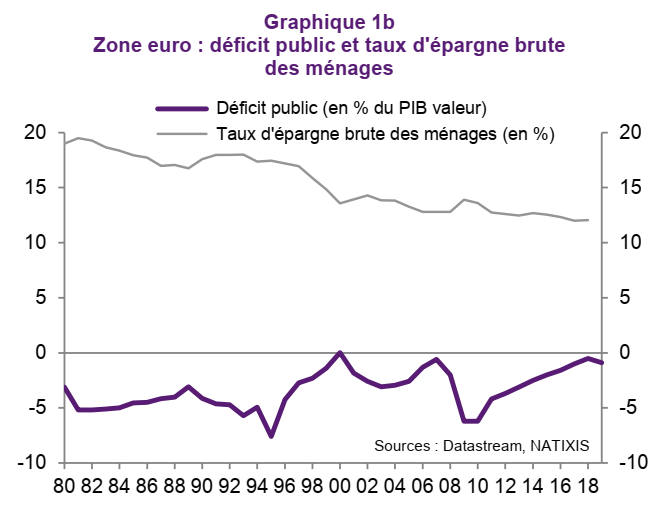 Graphique 1b
Zone euro : déficit public et taux d'épargne brute
des ménages
Déficit public (en % du PIB valeur)
Taux d'épargne brute des ménages (en %)
20 20
15 15
10 10
5 5
0 0
-5 -5
Sources : Datastream, NATIXIS
-10 -10
80 82 84 86 88 90 92 94 96 98 00 02 04 06 08 10 12 14 16 18